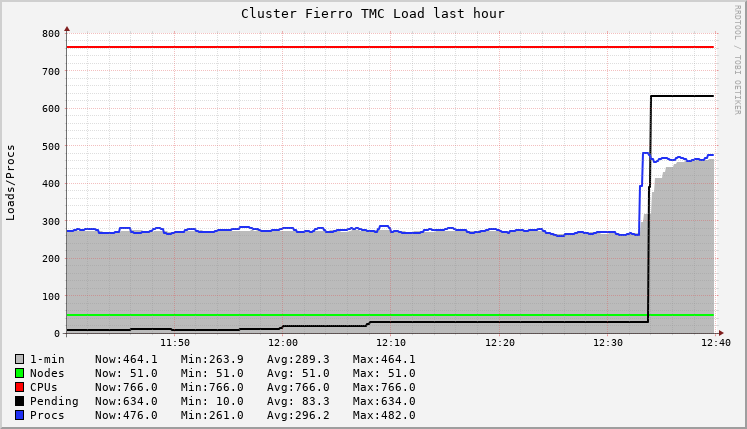 Cluster Fierro TMC Load last hour
RRDTOOL / TOBI OETIKER
Loads/Procs
800
700
600
500
400
300
200
100
0
11:50 12:00 12:10 12:20 12:30 12:40
1-min Now:464.1 Min:263.9 Avg:289.3 Max:464.1
Nodes Now: 51.0 Min: 51.0 Avg: 51.0 Max: 51.0
CPUs Now:766.0 Min:766.0 Avg:766.0 Max:766.0
Pending Now:634.0 Min: 10.0 Avg: 83.3 Max:634.0
Procs Now:476.0 Min:261.0 Avg:296.2 Max:482.0